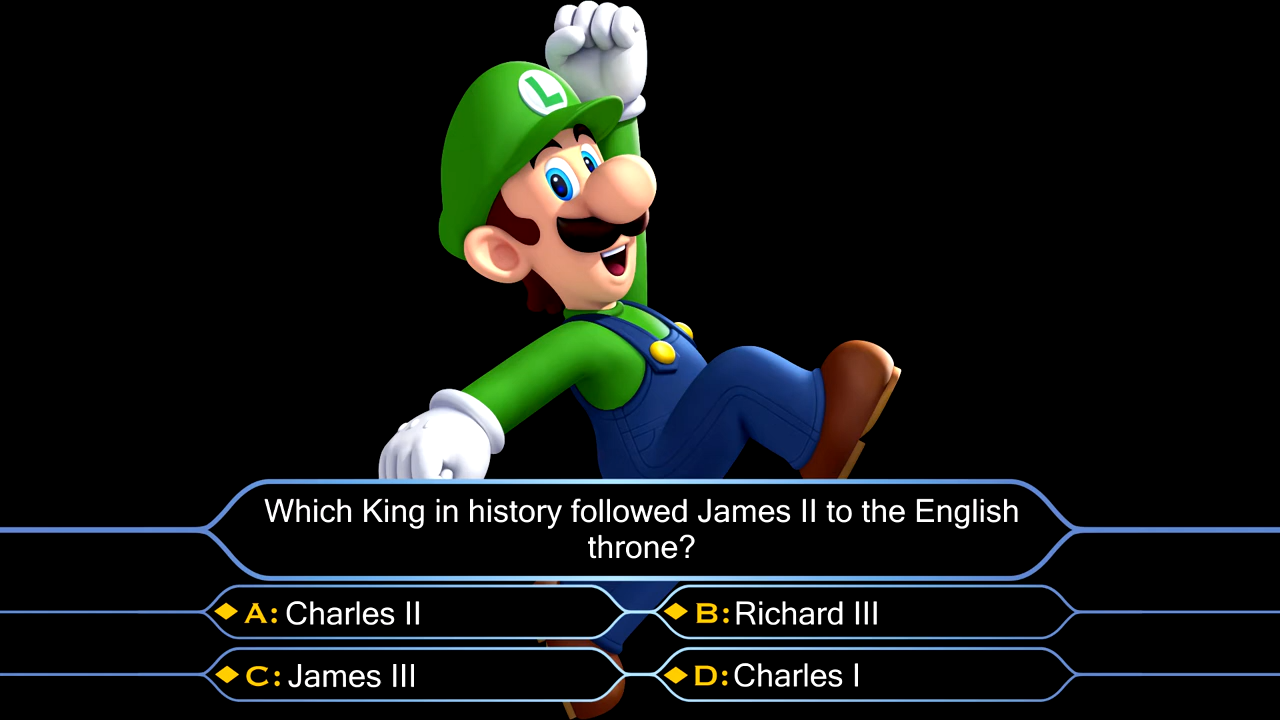 L
Which King in history followed James II to the English
throne?
A: Charles II
B: Richard III
C: James III
D: Charles I